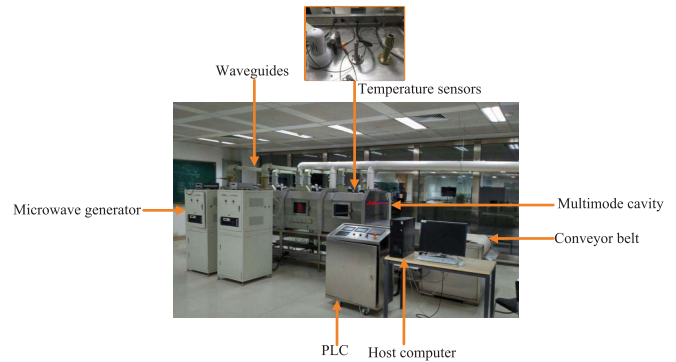 Waveguides
Temperature sensors
Microwave generator
Multimode cavity
Conveyor belt
PLC
Host computer